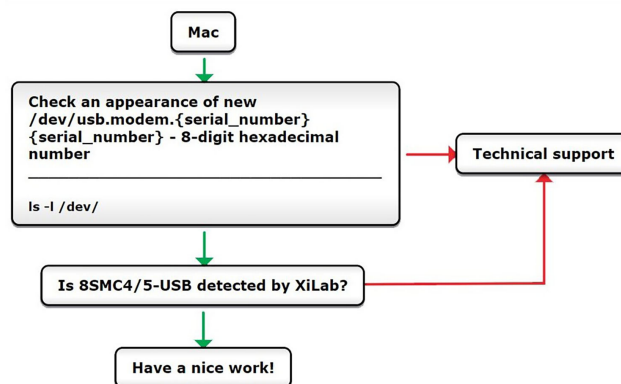 Mac
Check an appearance of new
/dev/usb.modem.{serial_number}
{serial_number} - 8-digit hexadecimal
number
ls -l /dev/
Technical support
Is 8SMC4/5-USB detected by XiLab?
Have a nice work!